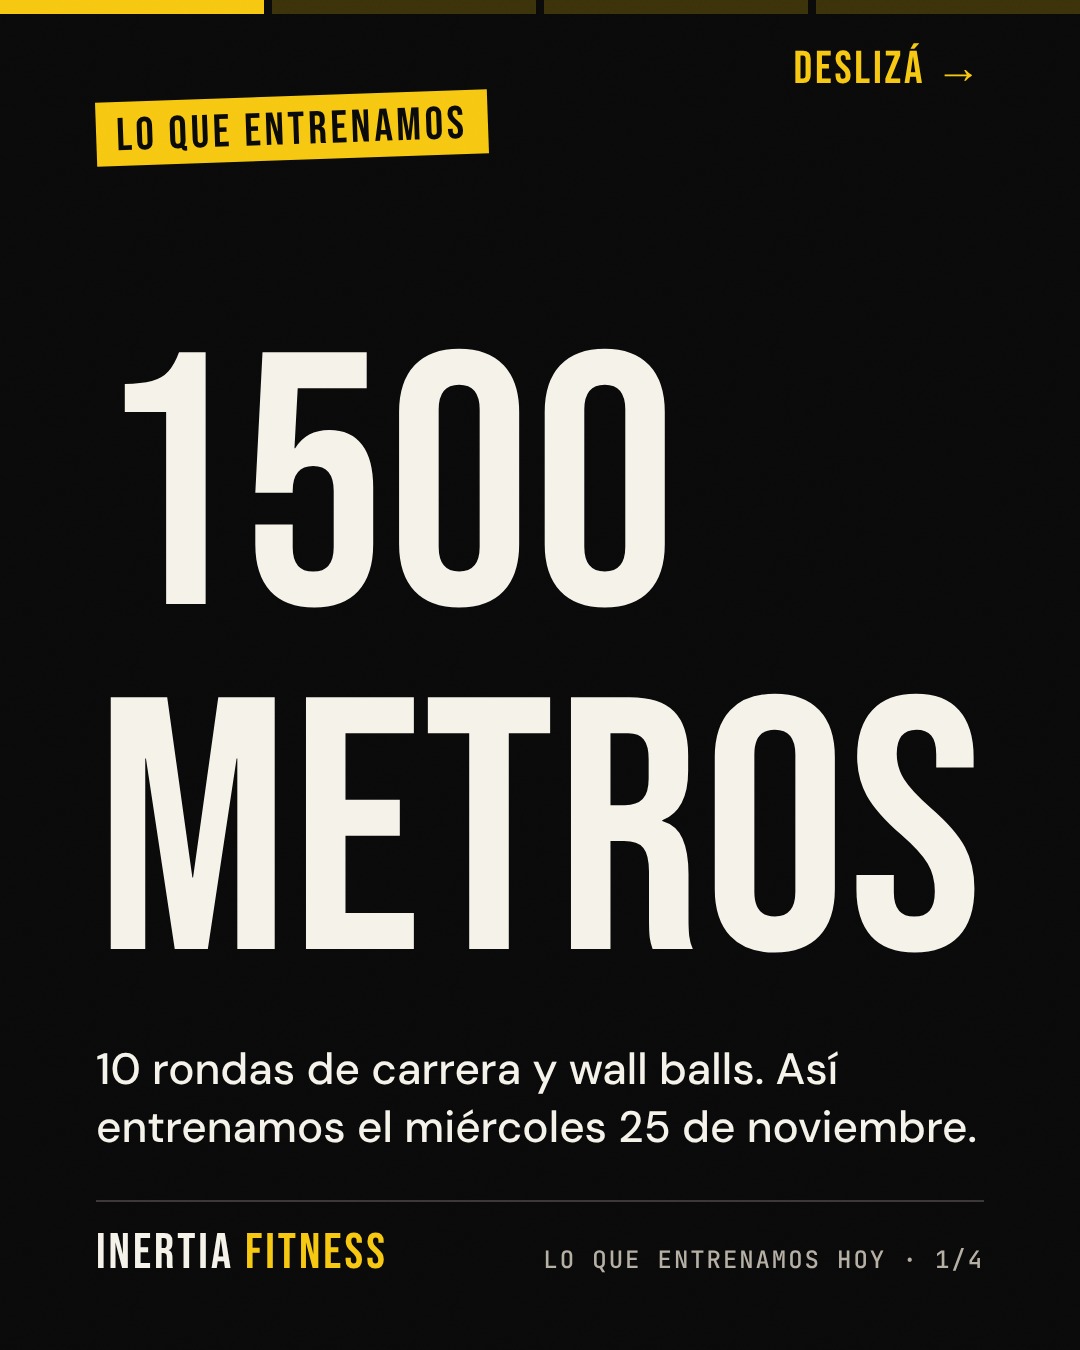 DESLIZÁ →
LO QUE ENTRENAMOS
1500
METROS
10 rondas de carrera y wall balls. Así
entrenamos el miércoles 25 de noviembre.
INERTIA FITNESS
LO QUE ENTRENAMOS HOY · 1/4